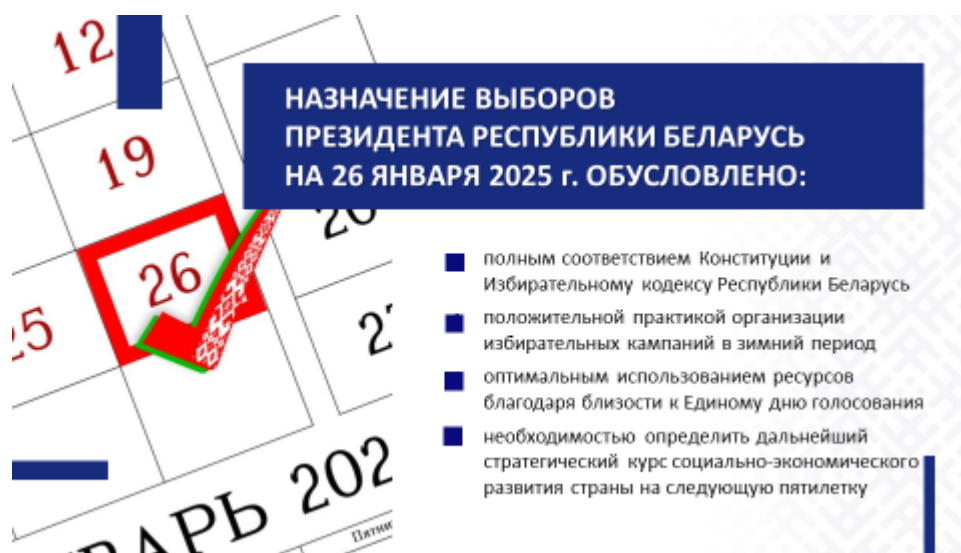 12
19
26
25
НАЗНАЧЕНИЕ ВЫБОРОВ
ПРЕЗИДЕНТА РЕСПУБЛИКИ БЕЛАРУСЬ
НА 26 ЯНВАРЯ 2025 г. ОБУСЛОВЛЕНО:
полным соответствием Конституции и
Избирательному кодексу Республики Беларусь
положительной практикой организации
избирательных кампаний в зимний период
оптимальным использованием ресурсов
благодаря близости к Единому дню голосования
необходимостью определить дальнейший
стратегический курс социально-экономического
развития страны на следующую пятилетку